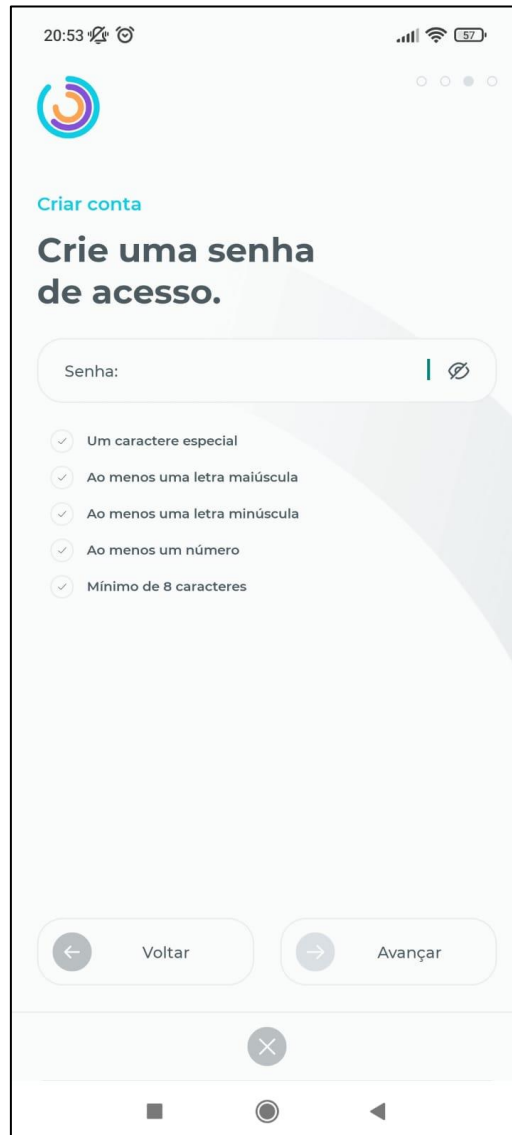 20:53
57
Criar conta
Crie uma senha
de acesso.
Senha:
Um caractere especial
Ao menos uma letra maiúscula
Ao menos uma letra minúscula
Ao menos um número
Mínimo de 8 caracteres
Voltar
Avançar